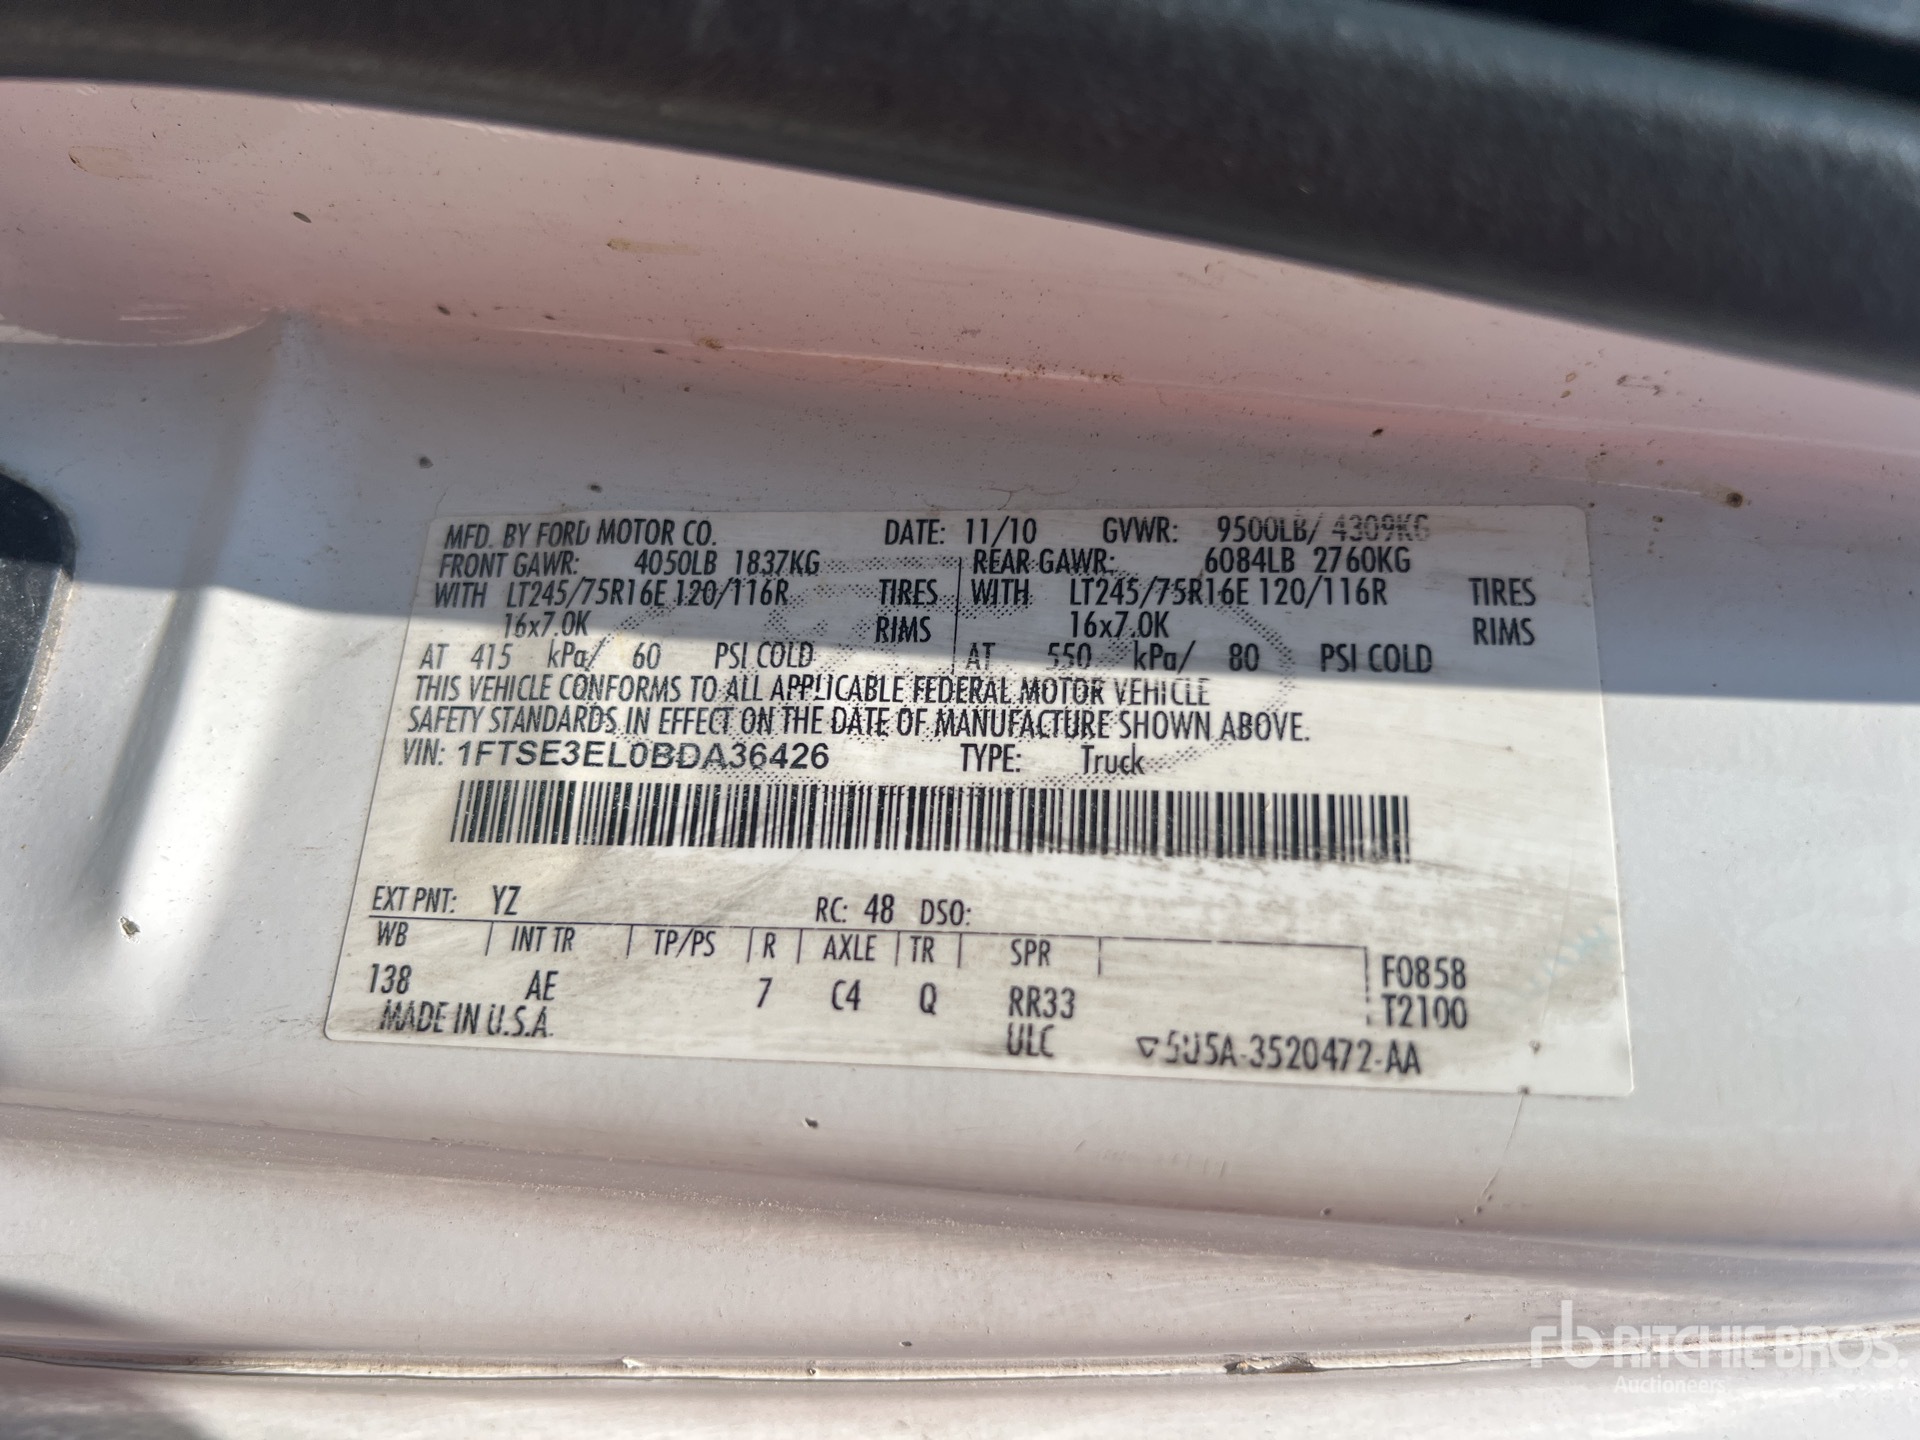 MFD. BY FORD MOTOR CO. DATE: 11/10 GVWR: 9500LB/ 4309KG
FRONT GAWR: 4050LB 1837KG REAR GAWR: 6084LB 2760KG
WITH LT245/75R16E 120/116R TIRES WITH LT245/75R16E 120/116R TIRES
16x7.0K RIMS 16x7.0K RIMS
AT 415 kPa/ 60 PSI COLD AT 550 kPa/ 80 PSI COLD
THIS VEHICLE CONFORMS TO ALL APPLICABLE FEDERAL MOTOR VEHICLE
SAFETY STANDARDS IN EFFECT ON THE DATE OF MANUFACTURE SHOWN ABOVE.
VIN: 1FTSE3EL0BDA36426 TYPE: Truck
EXT PNT: YZ RC: 48 DSO:
WB INT TR TP/PS R AXLE TR SPR
F0858
138 AE 7 C4 Q RR33 T2100
MADE IN U.S.A. ULC 5U5A-3520472-AA
rb RITCHIE BROS.
Auctioneers